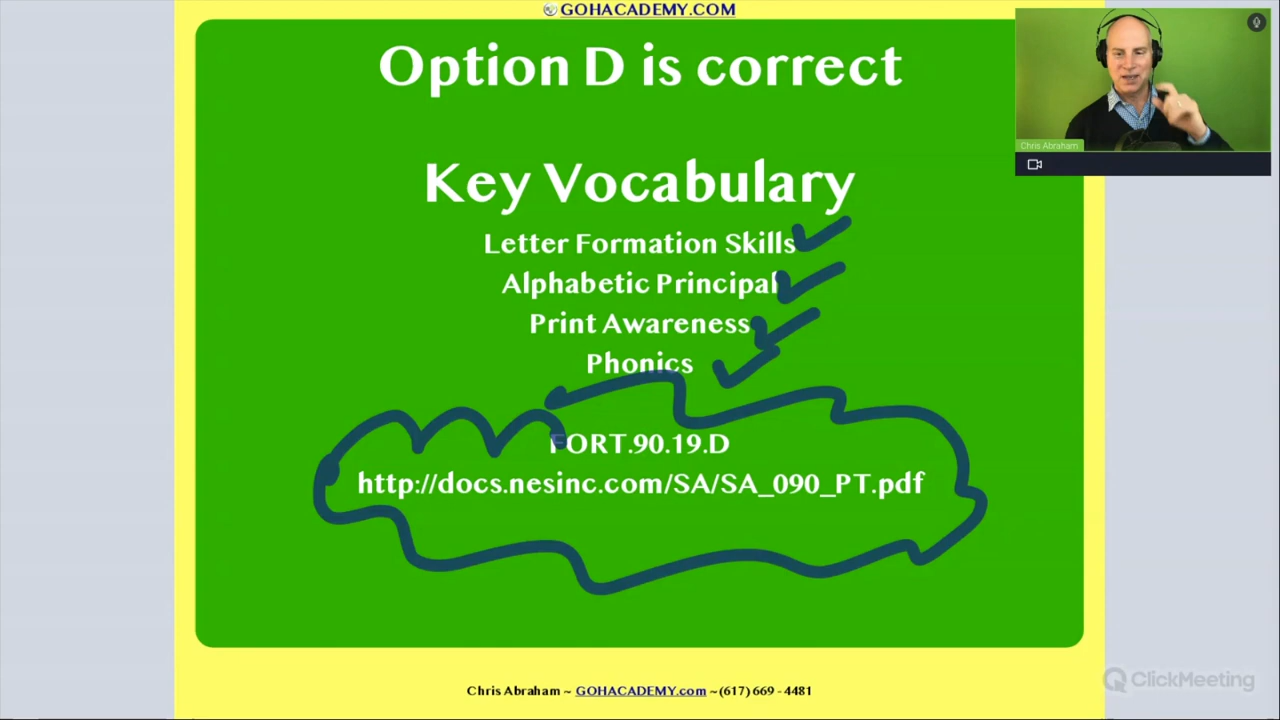 GOHACADEMY.COM
Option D is correct
Key Vocabulary
Letter Formation Skills
Alphabetic Principal
Print Awareness
Phonics
FORT.90.19.D
http://docs.nesinc.com/SA/SA_090_PT.pdf
Chris Abraham ~ GOHACADEMY.com ~(617) 669 - 4481
Chris Abraham
ClickMeeting